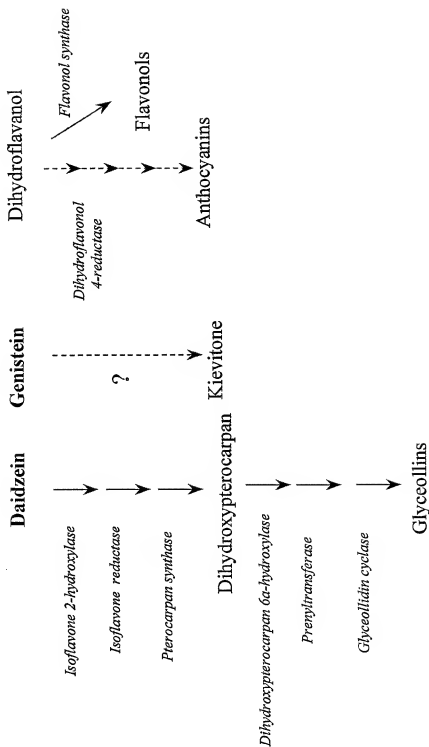 Daidzein
Isoflavone 2-hydroxylase
Isoflavone reductase
Pterocarpan synthase
Dihydroxypterocarpan
Dihydroxypterocarpan 6a-hydroxylase
Prenyltransferase
Glyceollidin cyclase
Glyceollins
Genistein
?
Kievitone
Dihydroflavanol
Flavonol synthase
Flavonols
Dihydroflavonol
4-reductase
Anthocyanins